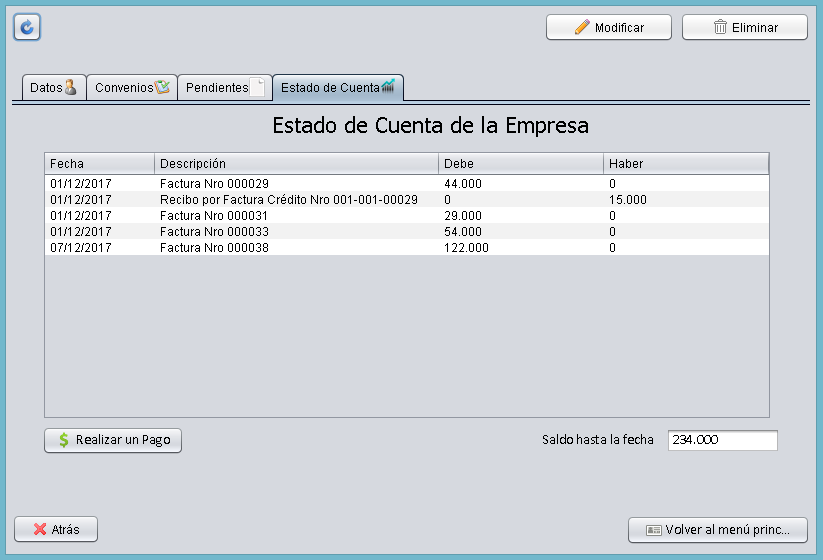 Modificar Eliminar
Datos Convenios Pendientes Estado de Cuenta
Estado de Cuenta de la Empresa
Fecha Descripción Debe Haber
01/12/2017 Factura Nro 000029 44.000 0
01/12/2017 Recibo por Factura Crédito Nro 001-001-00029 0 15.000
01/12/2017 Factura Nro 000031 29.000 0
01/12/2017 Factura Nro 000033 54.000 0
07/12/2017 Factura Nro 000038 122.000 0
Realizar un Pago Saldo hasta la fecha 234.000
Atrás Volver al menú princ...